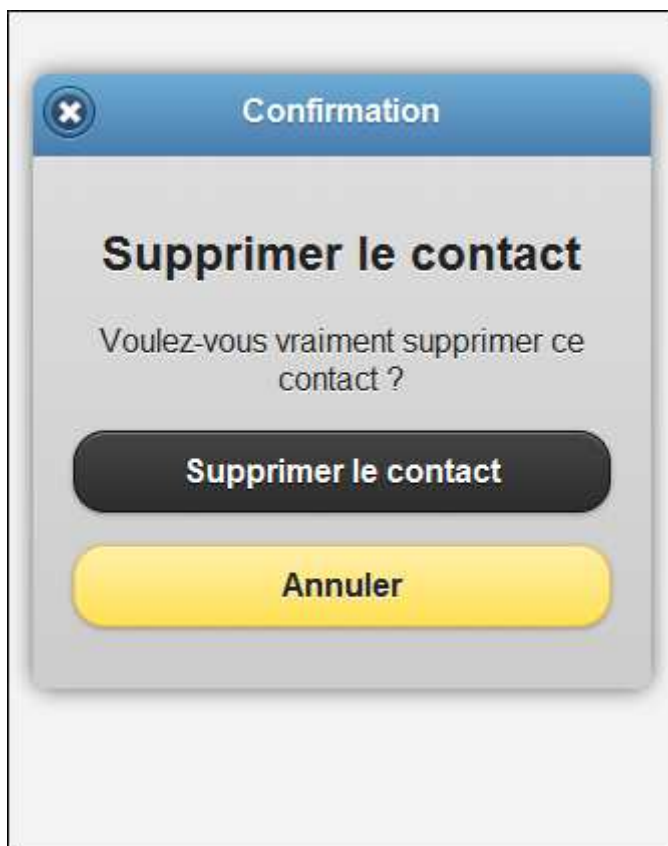 Confirmation
Supprimer le contact
Voulez-vous vraiment supprimer ce
contact ?
Supprimer le contact
Annuler